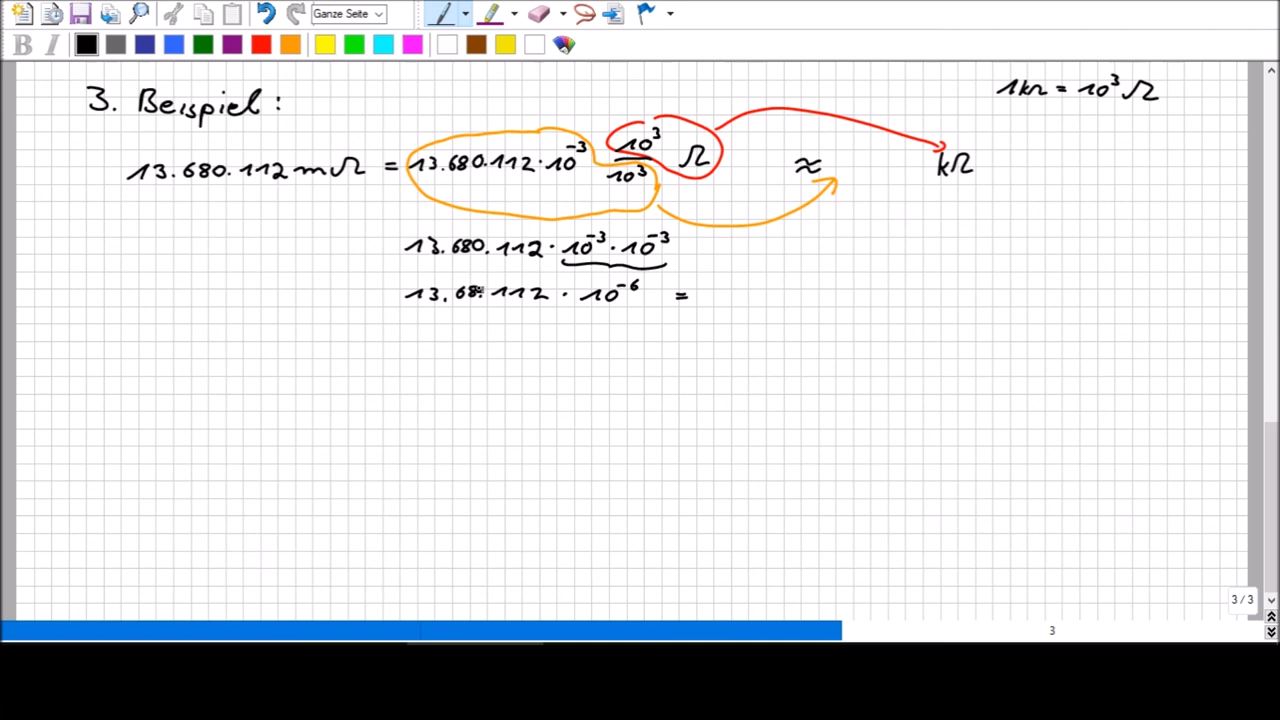 Ganze Seite
B I
1kΩ = 10³ Ω
3. Beispiel:
13.680.112 mΩ = 13.680.112 · 10⁻³ 10³/10³ Ω ≈ kΩ
13.680.112 · 10⁻³ · 10⁻³
13.68 112 · 10⁻⁶ =
3 / 3
3